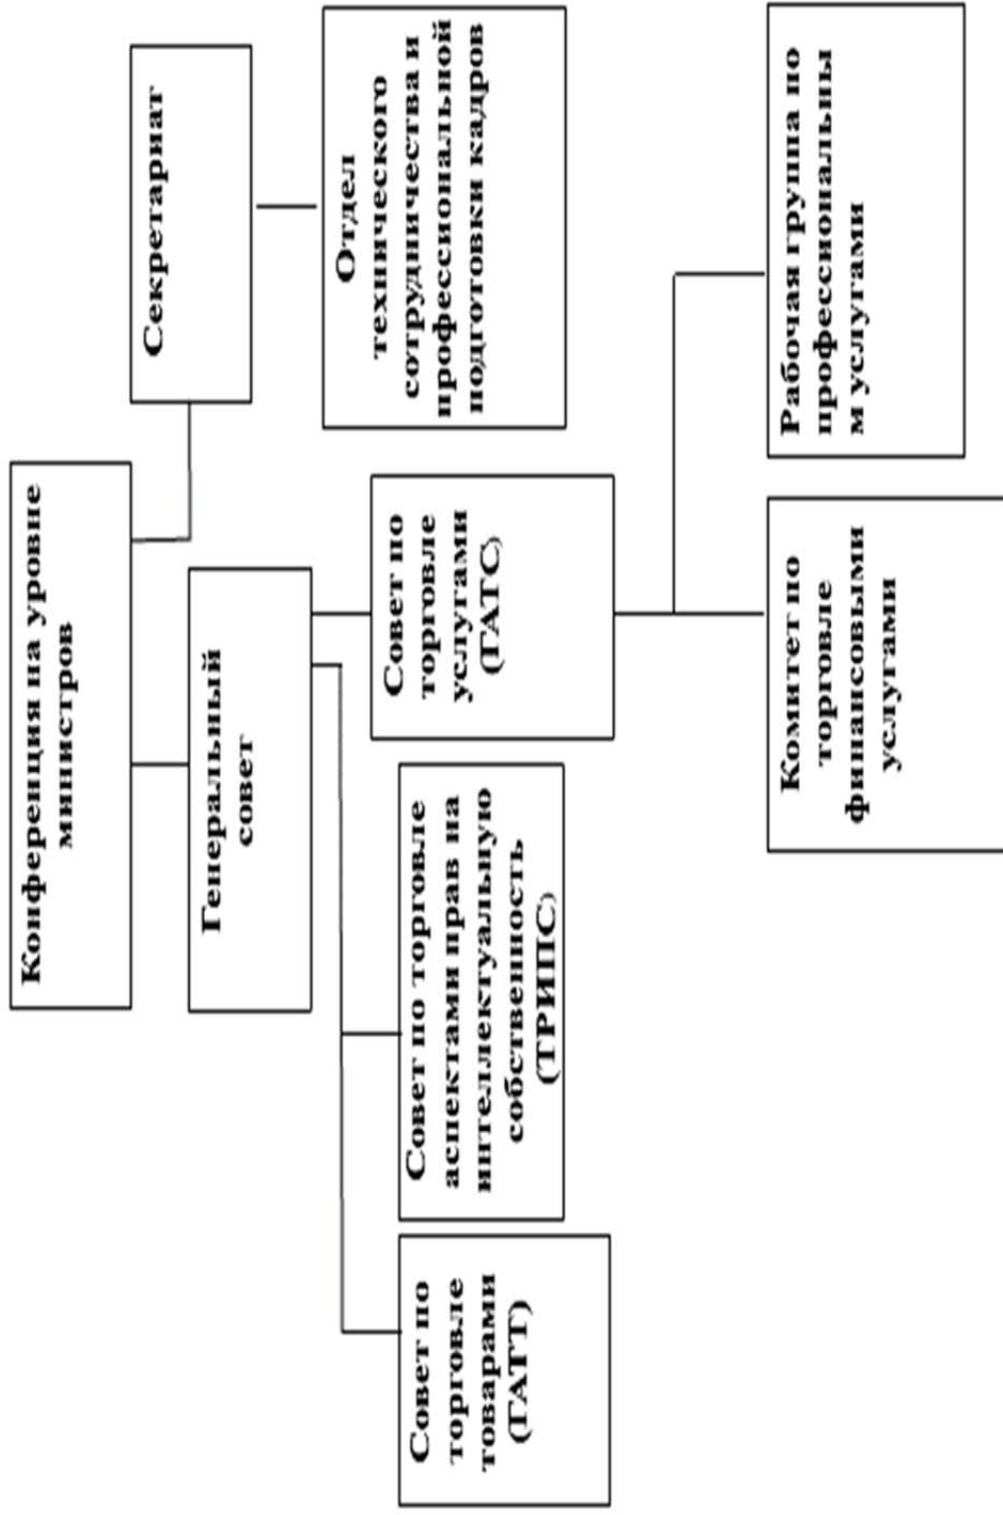 Конференция на уровне
министров
Секретариат
Генеральный
совет
Отдел
технического
сотрудничества и
профессиональной
подготовки кадров
Совет по
торговле
товарами
(ГАТТ)
Совет по торговле
аспектами прав на
интеллектуальную
собственность
(ТРИПС)
Совет по
торговле
услугами
(ГАТС)
Комитет по
торговле
финансовыми
услугами
Рабочая группа по
профессиональны
м услугами